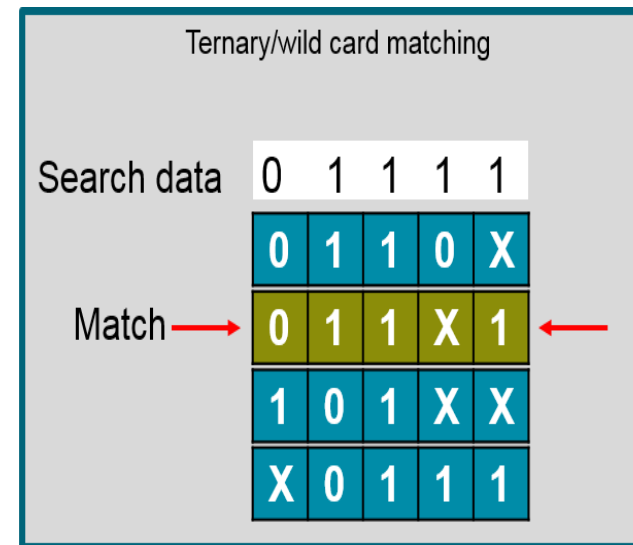 Ternary/wild card matching
Search data 0 1 1 1 1
0 1 1 0 X
Match 0 1 1 X 1
1 0 1 X X
X 0 1 1 1